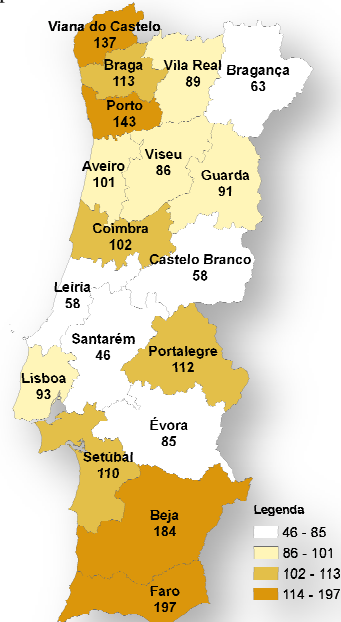 Viana do Castelo
137
Braga
113
Vila Real
89
Bragança
63
Porto
143
Aveiro
101
Viseu
86
Guarda
91
Coimbra
102
Castelo Branco
58
Leiria
58
Santarém
46
Portalegre
112
Lisboa
93
Évora
85
Setúbal
110
Beja
184
Faro
197
Legenda
46 - 85
86 - 101
102 - 113
114 - 197